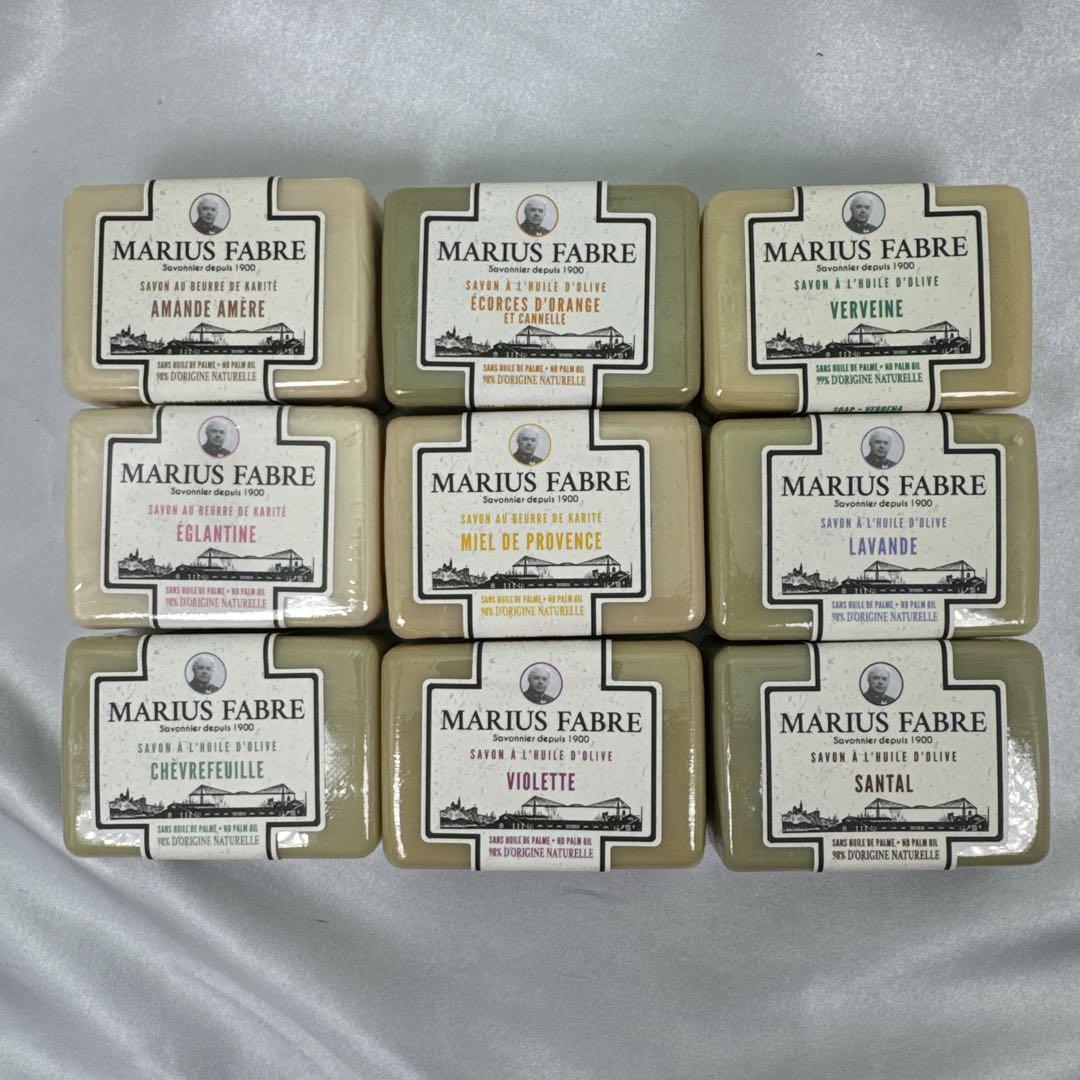 MARIUS FABRE
Savonnier depuis 1900
SAVON AU BEURRE DE KARITÉ
AMANDE AMÈRE
SANS HUILE DE PALME • NO PALM OIL
98% D'ORIGINE NATURELLE
MARIUS FABRE
Savonnier depuis 1900
SAVON À L'HUILE D'OLIVE
ÉCORCES D'ORANGE
ET CANNELLE
SANS HUILE DE PALME • NO PALM OIL
98% D'ORIGINE NATURELLE
MARIUS FABRE
Savonnier depuis 1900
SAVON À L'HUILE D'OLIVE
VERVEINE
SANS HUILE DE PALME • NO PALM OIL
99% D'ORIGINE NATURELLE
SOAP - VERBENA
MARIUS FABRE
Savonnier depuis 1900
SAVON AU BEURRE DE KARITÉ
ÉGLANTINE
SANS HUILE DE PALME • NO PALM OIL
98% D'ORIGINE NATURELLE
MARIUS FABRE
Savonnier depuis 1900
SAVON AU BEURRE DE KARITÉ
MIEL DE PROVENCE
SANS HUILE DE PALME • NO PALM OIL
98% D'ORIGINE NATURELLE
MARIUS FABRE
Savonnier depuis 1900
SAVON À L'HUILE D'OLIVE
LAVANDE
SANS HUILE DE PALME • NO PALM OIL
98% D'ORIGINE NATURELLE
MARIUS FABRE
Savonnier depuis 1900
SAVON À L'HUILE D'OLIVE
CHÈVREFEUILLE
SANS HUILE DE PALME • NO PALM OIL
98% D'ORIGINE NATURELLE
MARIUS FABRE
Savonnier depuis 1900
SAVON À L'HUILE D'OLIVE
VIOLETTE
SANS HUILE DE PALME • NO PALM OIL
98% D'ORIGINE NATURELLE
MARIUS FABRE
Savonnier depuis 1900
SAVON À L'HUILE D'OLIVE
SANTAL
SANS HUILE DE PALME • NO PALM OIL
98% D'ORIGINE NATURELLE